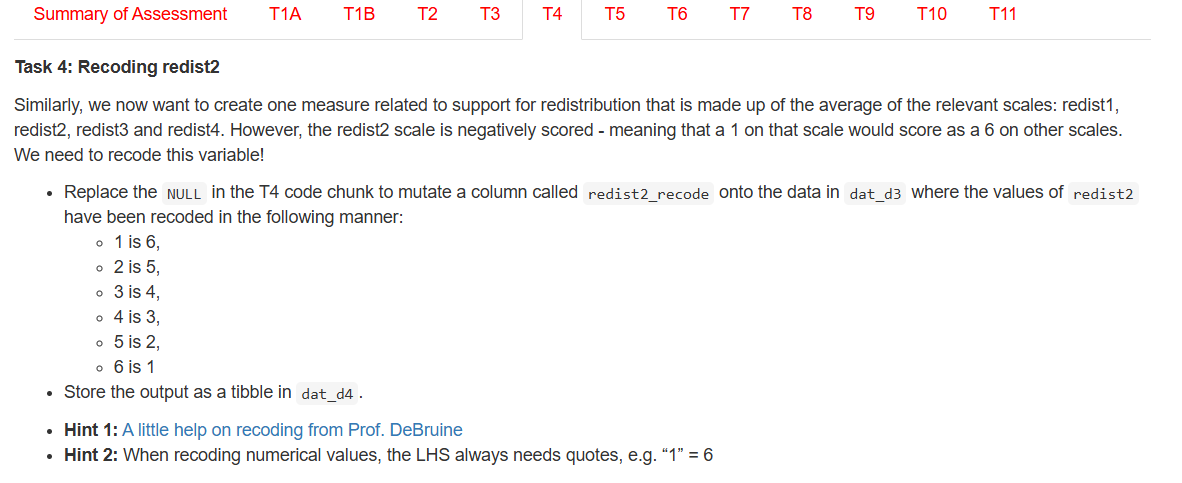 Summary of Assessment T1A T1B T2 T3 T4 T5 T6 T7 T8 T9 T10 T11
Task 4: Recoding redist2
Similarly, we now want to create one measure related to support for redistribution that is made up of the average of the relevant scales: redist1,
redist2, redist3 and redist4. However, the redist2 scale is negatively scored - meaning that a 1 on that scale would score as a 6 on other scales.
We need to recode this variable!
• Replace the NULL in the T4 code chunk to mutate a column called redist2_recode onto the data in dat_d3 where the values of redist2
have been recoded in the following manner:
◦ 1 is 6,
◦ 2 is 5,
◦ 3 is 4,
◦ 4 is 3,
◦ 5 is 2,
◦ 6 is 1
• Store the output as a tibble in dat_d4 .
• Hint 1: A little help on recoding from Prof. DeBruine
• Hint 2: When recoding numerical values, the LHS always needs quotes, e.g. “1” = 6